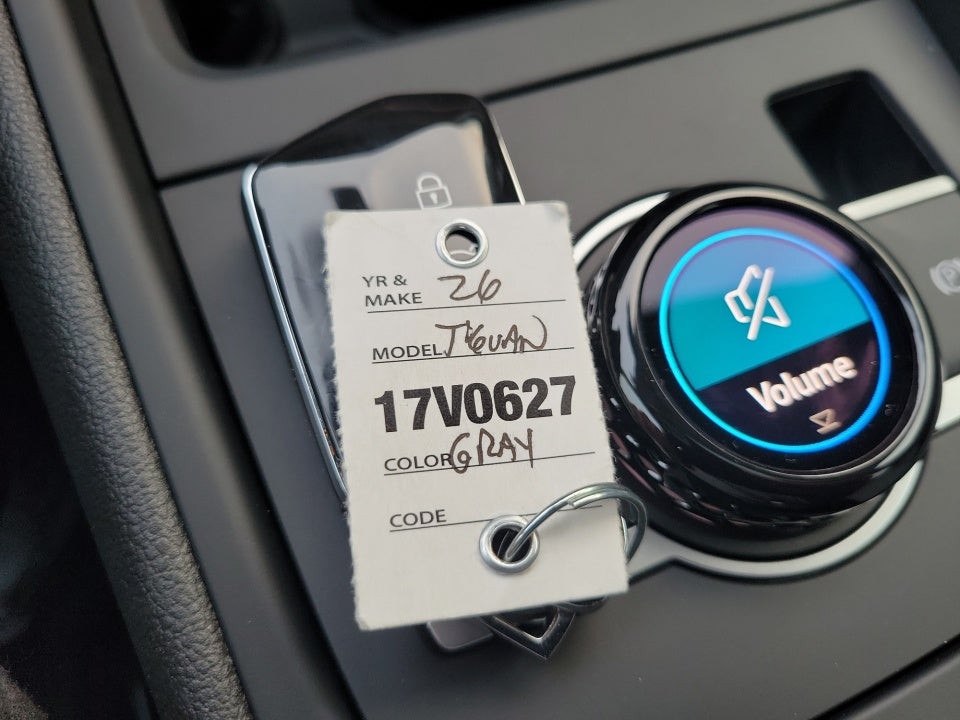 YR &
MAKE 26
MODEL TIGUAN
17V0627
COLOR GRAY
CODE
Volume